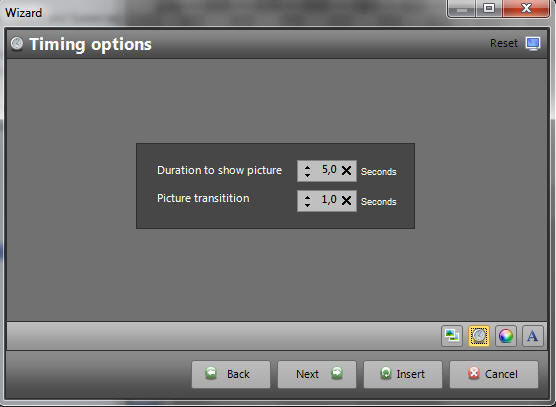 Wizard
Timing options
Reset
Duration to show picture 5,0 Seconds
Picture transitition 1,0 Seconds
A
Back Next Insert Cancel